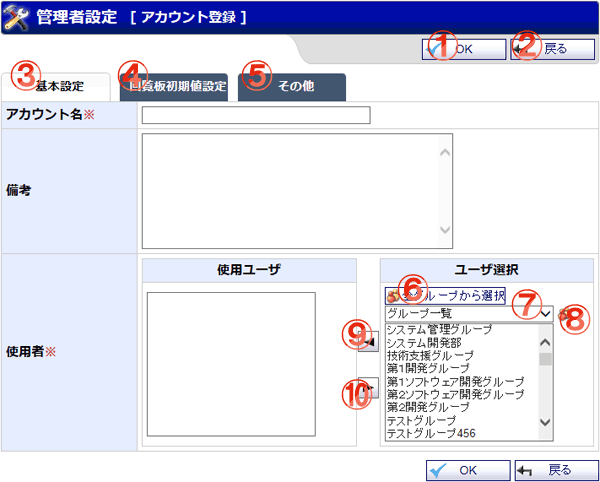 管理者設定 [ アカウント登録 ]
① OK ② 戻る
③ 基本設定 ④ 回覧板初期値設定 ⑤ その他
アカウント名※
備考
使用者※
使用ユーザ
ユーザ選択
⑥ 全グループから選択
グループ一覧 ⑦ ⑧
システム管理グループ
システム開発部
技術支援グループ
第1開発グループ
第1ソフトウェア開発グループ
第2ソフトウェア開発グループ
第2開発グループ
テストグループ
テストグループ456
⑨
⑩
OK 戻る